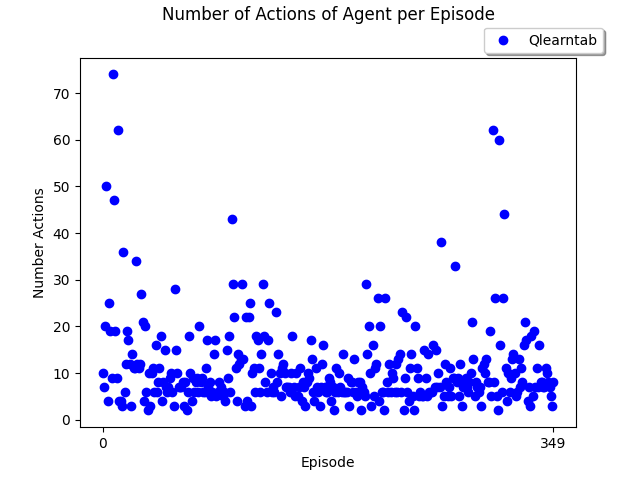 Number of Actions of Agent per Episode
Qlearntab
70
60
50
40
30
20
10
0
Number Actions
0 349
Episode